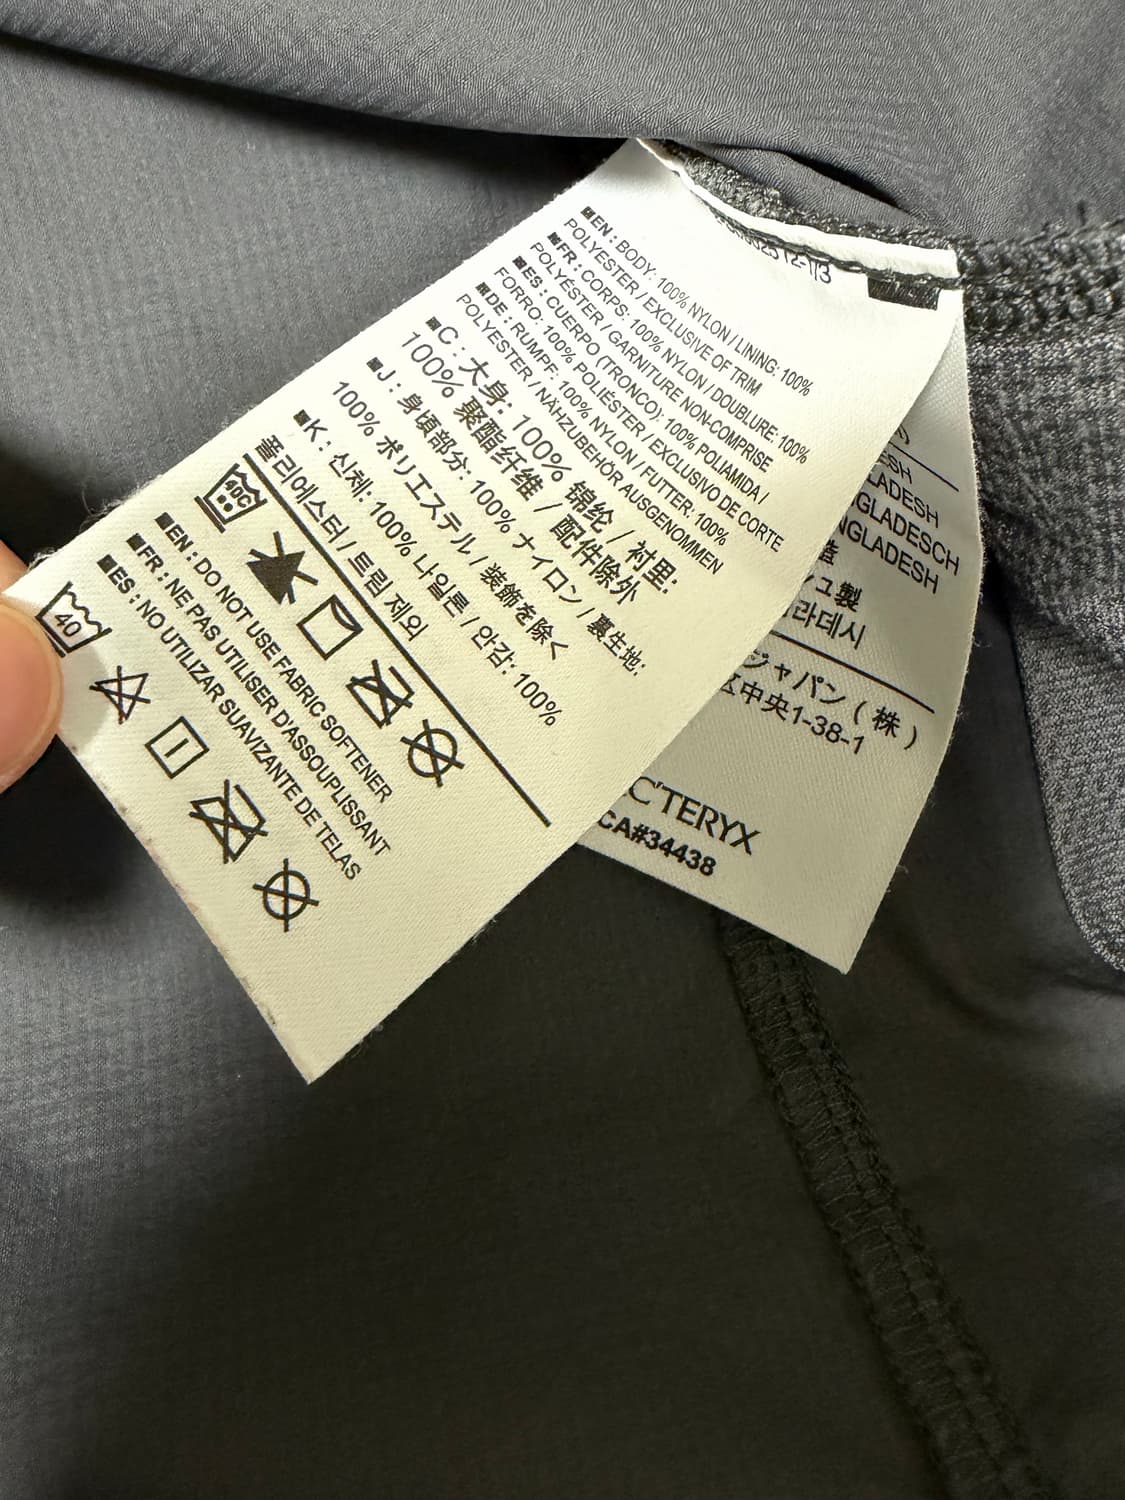 EN : BODY: 100% NYLON / LINING: 100%
POLYESTER / EXCLUSIVE OF TRIM
FR : CORPS: 100% NYLON / DOUBLURE: 100%
POLYÉSTER / GARNITURE NON-COMPRISE
ES : CUERPO (TRONCO): 100% POLIAMIDA /
FORRO: 100% POLIÉSTER / EXCLUSIVO DE CORTE
DE : RUMPF: 100% NYLON / FUTTER: 100%
POLYESTER / NÄHZUBEHÖR AUSGENOMMEN
C : 大身: 100% 锦纶 / 衬里:
100% 聚酯纤维 / 配件除外
J : 身頃部分: 100% ナイロン / 裏生地:
100% ポリエステル / 装飾を除く
K : 신체: 100% 나일론 / 안감: 100%
폴리에스터 / 트림 제외
40C
EN : DO NOT USE FABRIC SOFTENER
FR : NE PAS UTILISER D'ASSOUPLISSANT
ES : NO UTILIZAR SUAVIZANTE DE TELAS
40
ESH
LADESH
GLADESCH
NGLADESH
造
ュ製
라데시
ジャパン ( 株 )
区中央1-38-1
C'TERYX
CA#34438